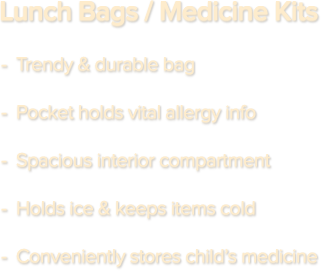 Lunch Bags / Medicine Kits
- Trendy & durable bag
- Pocket holds vital allergy info
- Spacious interior compartment
- Holds ice & keeps items cold
- Conveniently stores child's medicine